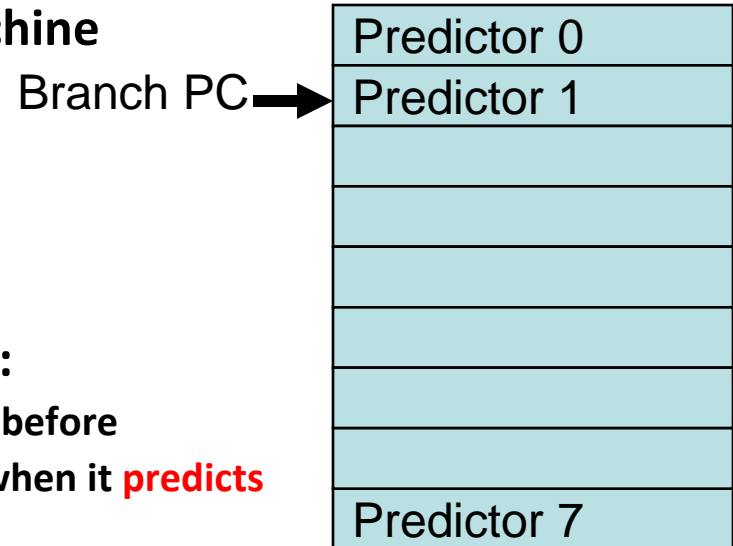 chine
Predictor 0
Branch PC
Predictor 1
:
before
when it predicts
Predictor 7